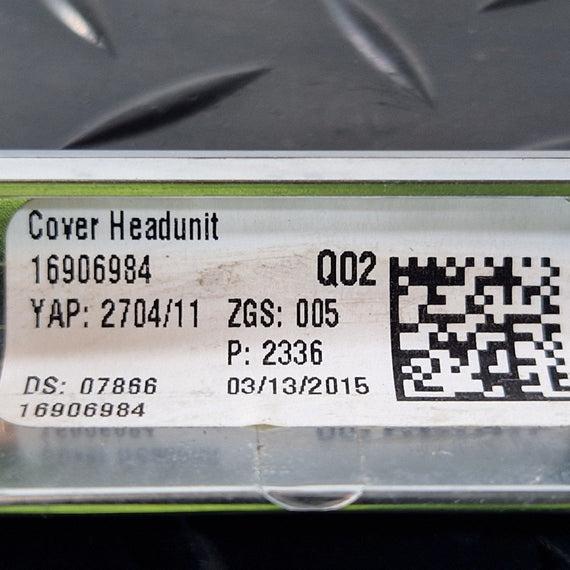 Cover Headunit
16906984 Q02
YAP: 2704/11 ZGS: 005
P: 2336
DS: 07866 03/13/2015
16906984